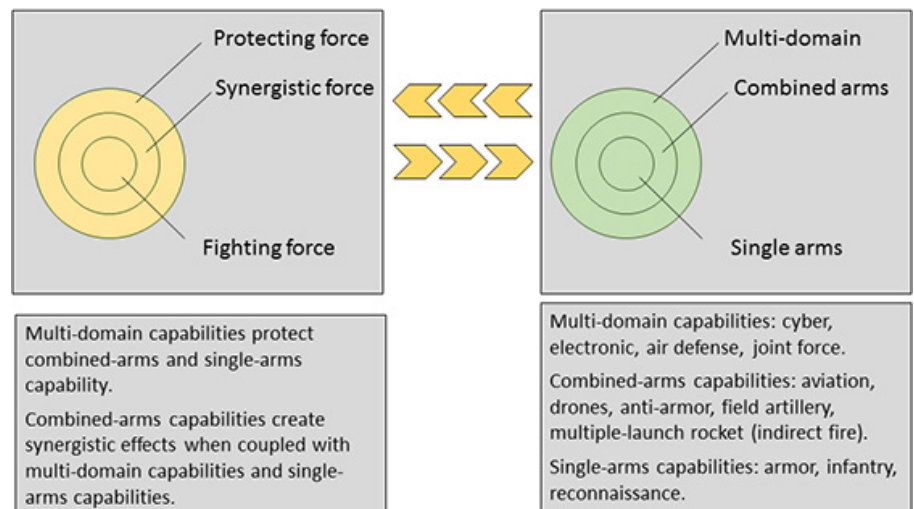 Protecting force
Synergistic force
Fighting force
Multi-domain
Combined arms
Single arms
Multi-domain capabilities protect
combined-arms and single-arms
capability.
Combined-arms capabilities create
synergistic effects when coupled with
multi-domain capabilities and single-
arms capabilities.
Multi-domain capabilities: cyber,
electronic, air defense, joint force.
Combined-arms capabilities: aviation,
drones, anti-armor, field artillery,
multiple-launch rocket (indirect fire).
Single-arms capabilities: armor, infantry,
reconnaissance.